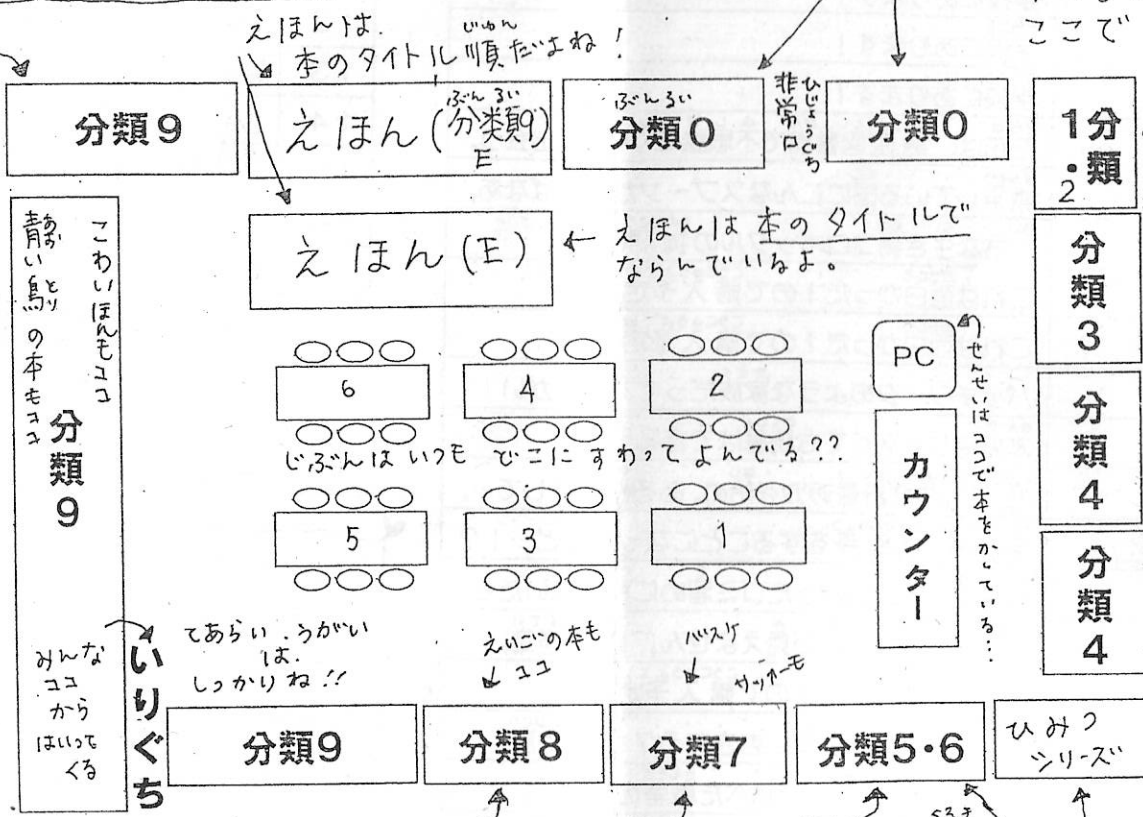 ここで
えほんは、
本のタイトル順だよね!
じゅん
分類9
えほん(分類9)
ぶんるい
E
分類0
ぶんるい
非常口
ひじょうぐち
分類0
分類1・2
えほん(E)
← えほんは本のタイトルで
ならんでいるよ。
分類3
こわいほんもココ
青い鳥の本もココ
とり
分類9
PC
せんせいはココで本をかしている…
6
4
2
じぶんはいつもどこにすわってよんでる??
カウンター
分類4
5
3
1
分類4
みんな
ココ
から
はいって
くる
いりぐち
てあらい、うがい
は、
しっかりね!!
えいごの本も
ココ
バスケ
サッカーモ
分類9
分類8
分類7
分類5・6
ひみつ
シリーズ